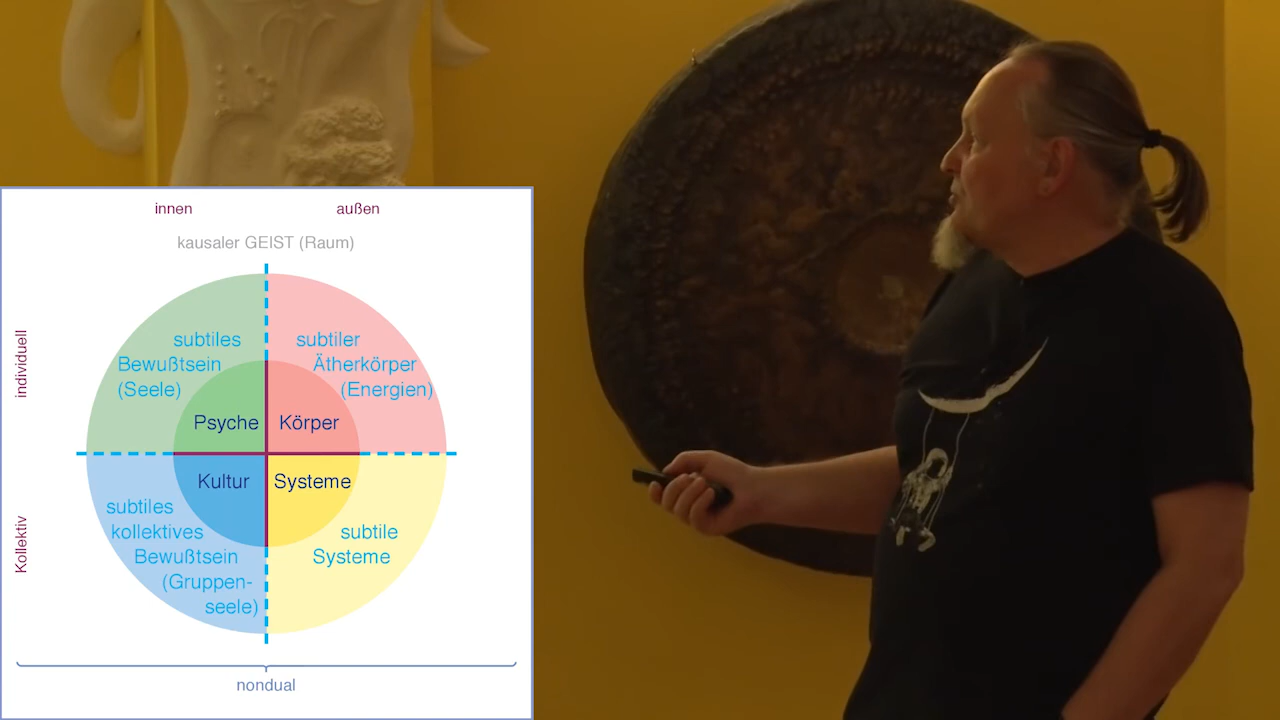 innen
außen
kausaler GEIST (Raum)
individuell
subtiles
Bewußtsein
(Seele)
subtiler
Ätherkörper
(Energien)
Psyche
Körper
Kultur
Systeme
Kollektiv
subtiles
kollektives
Bewußtsein
(Gruppen-
seele)
subtile
Systeme
nondual